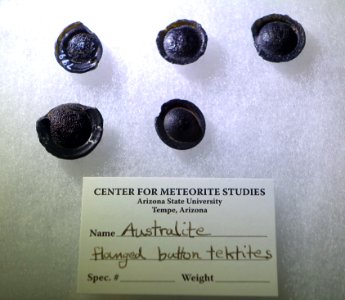 CENTER FOR METEORITE STUDIES
Arizona State University
Tempe, Arizona
Name Australite
flanged button tektites
Spec. # Weight